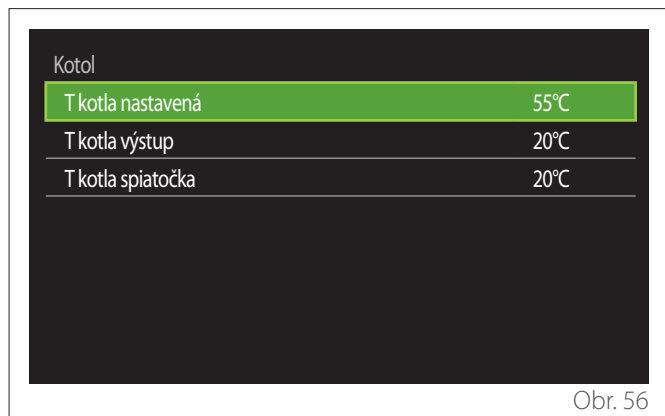 Kotol
T kotla nastavená 55°C
T kotla výstup 20°C
T kotla spiatočka 20°C
Obr. 56